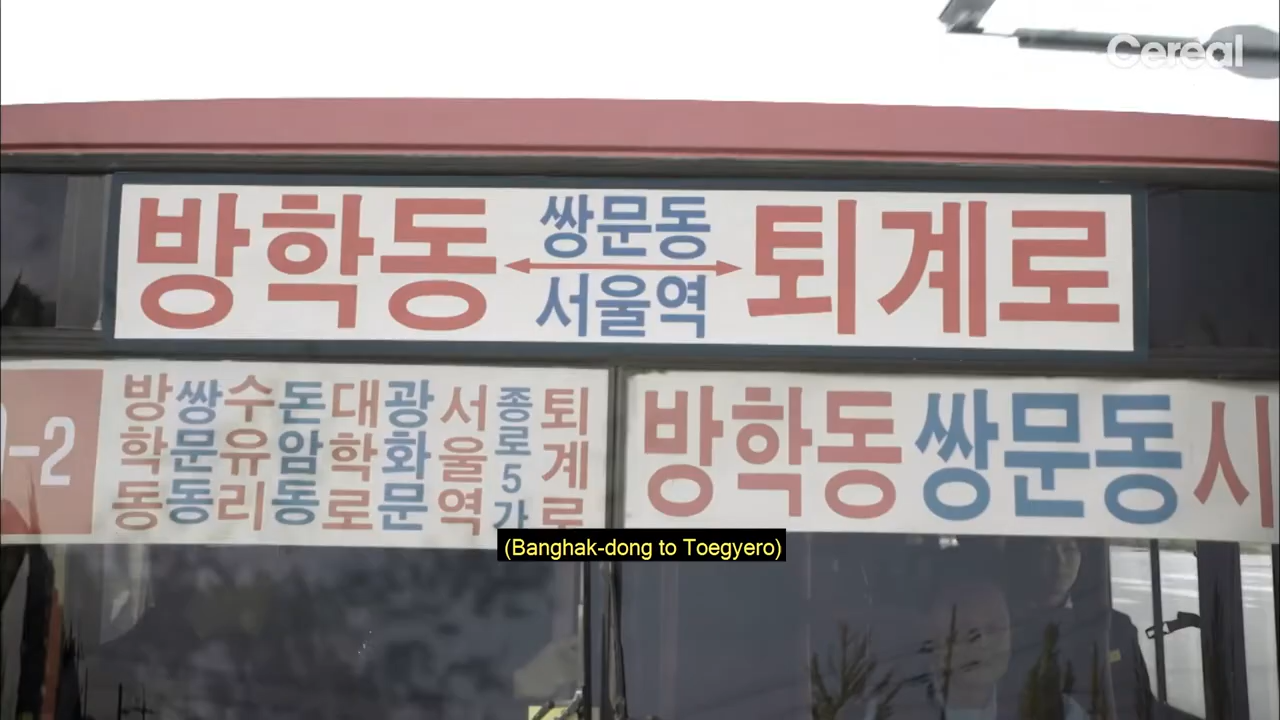 Cereal
방학동 쌍문동 퇴계로
서울역
-2 방학동 쌍문동 수유리 돈암동 대학로 광화문 서울역 종로5가 퇴계로
방학동 쌍문동 시
(Banghak-dong to Toegyero)